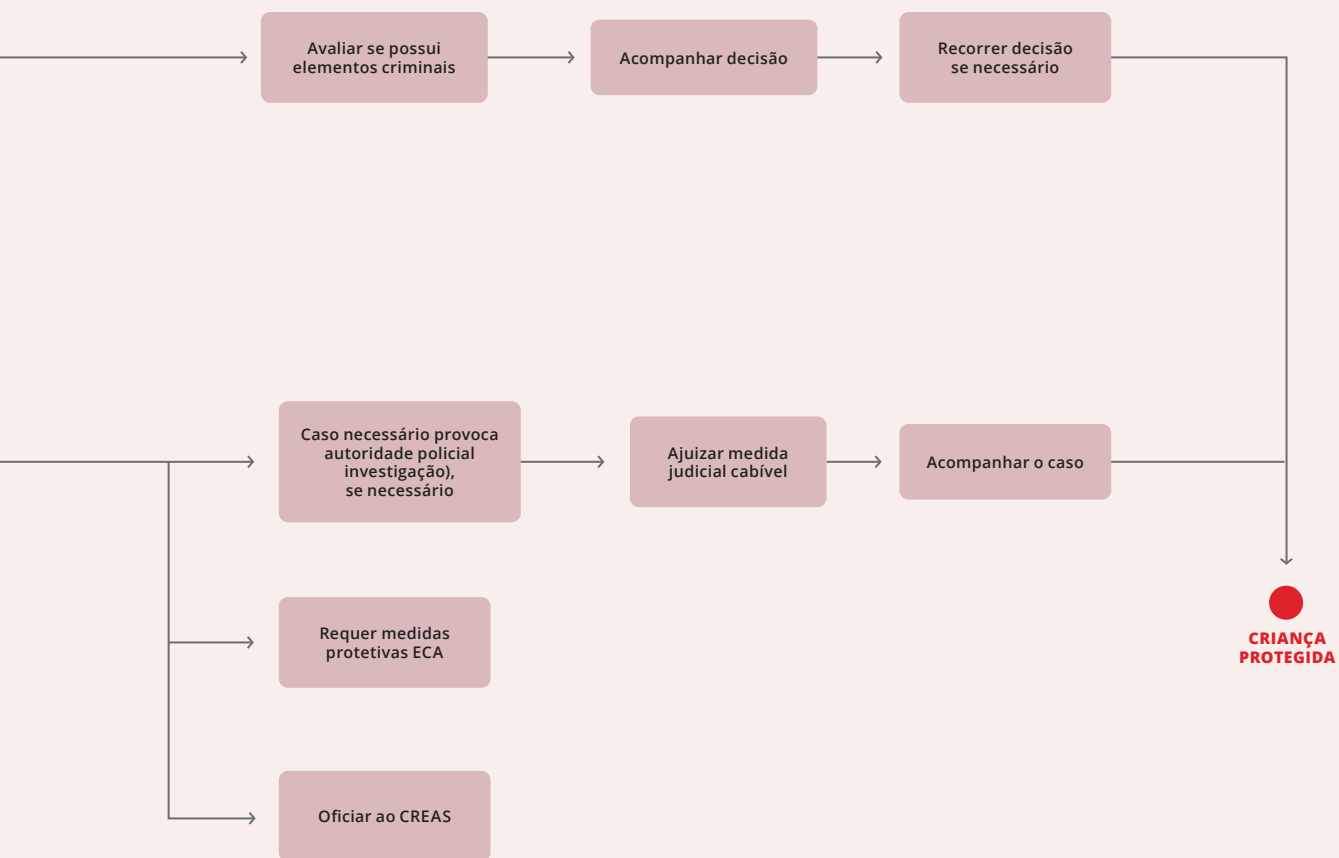 Avaliar se possui
elementos criminais
Acompanhar decisão
Recorrer decisão
se necessário
Caso necessário provoca
autoridade policial
investigação),
se necessário
Ajuizar medida
judicial cabível
Acompanhar o caso
Requer medidas
protetivas ECA
CRIANÇA
PROTEGIDA
Oficiar ao CREAS